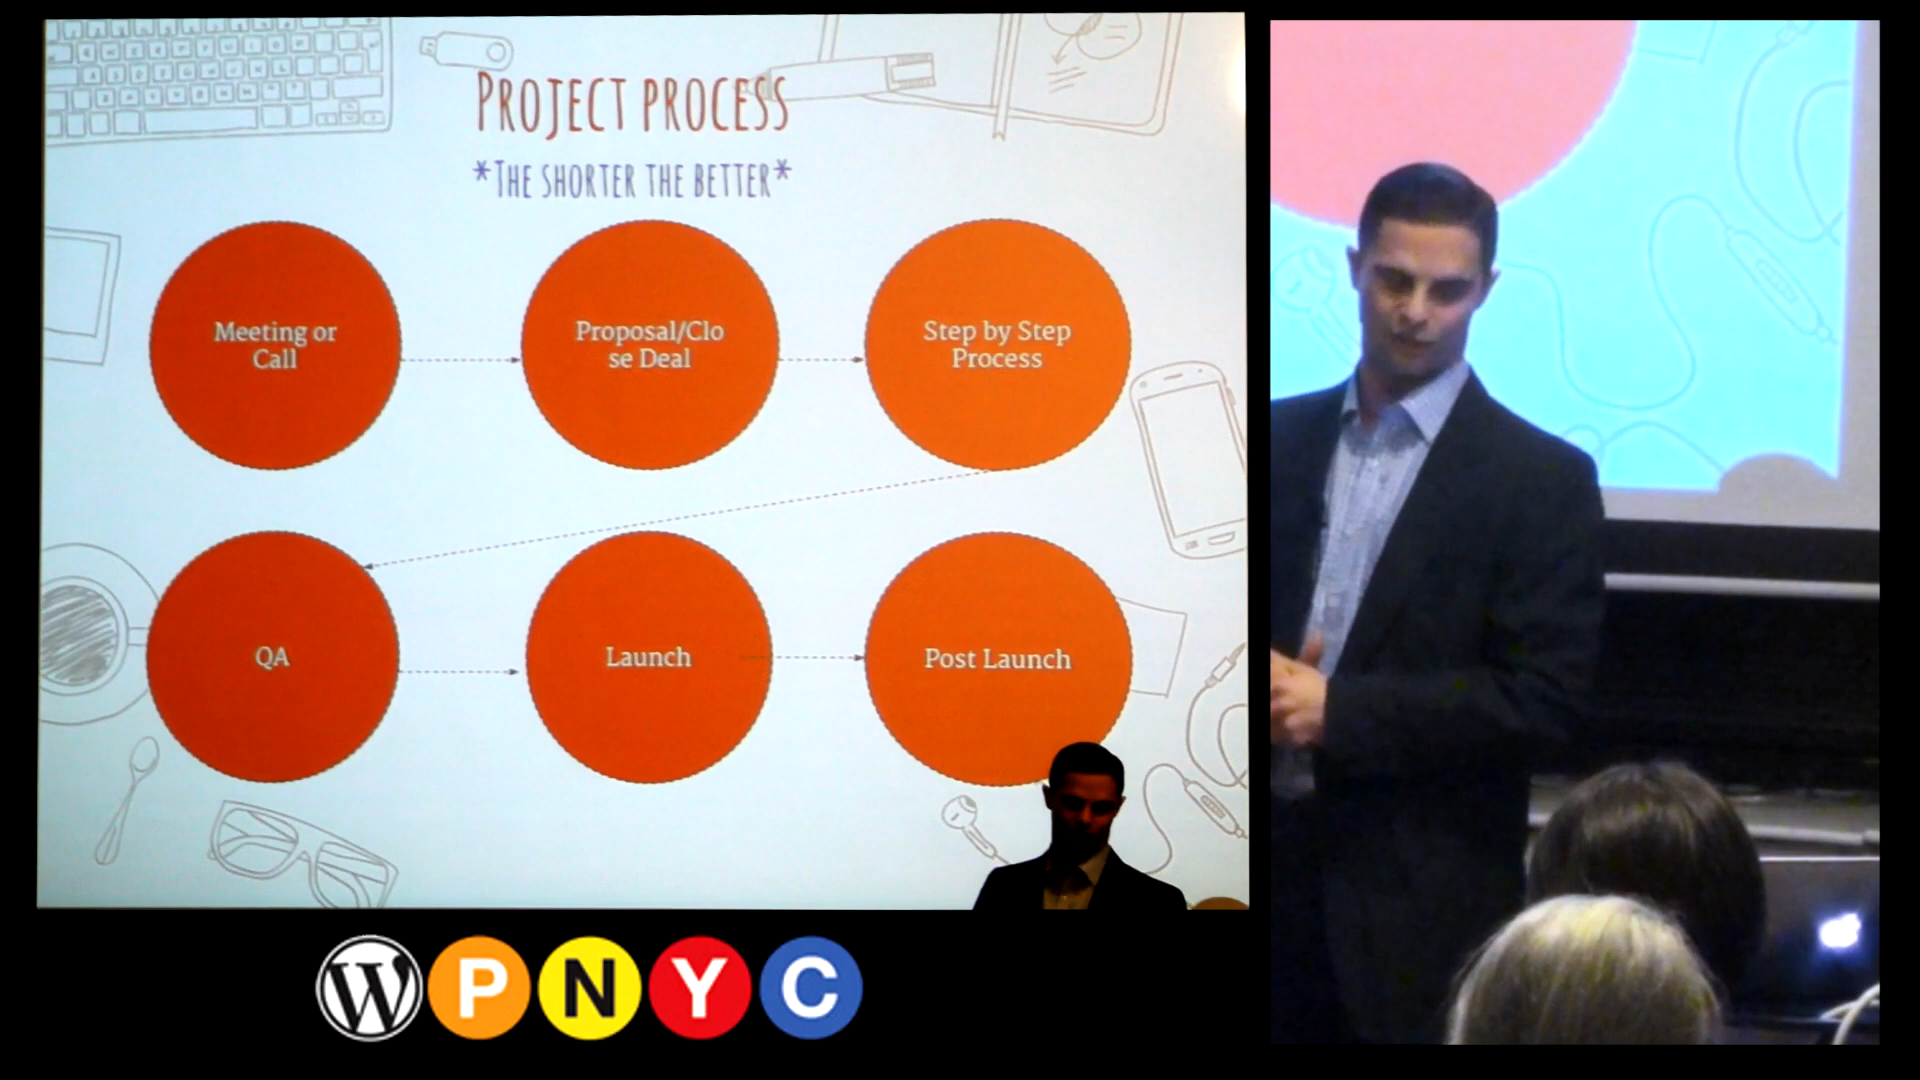 PROJECT PROCESS
*THE SHORTER THE BETTER*
Meeting or
Call
Proposal/Clo
se Deal
Step by Step
Process
QA
Launch
Post Launch
W P N Y C